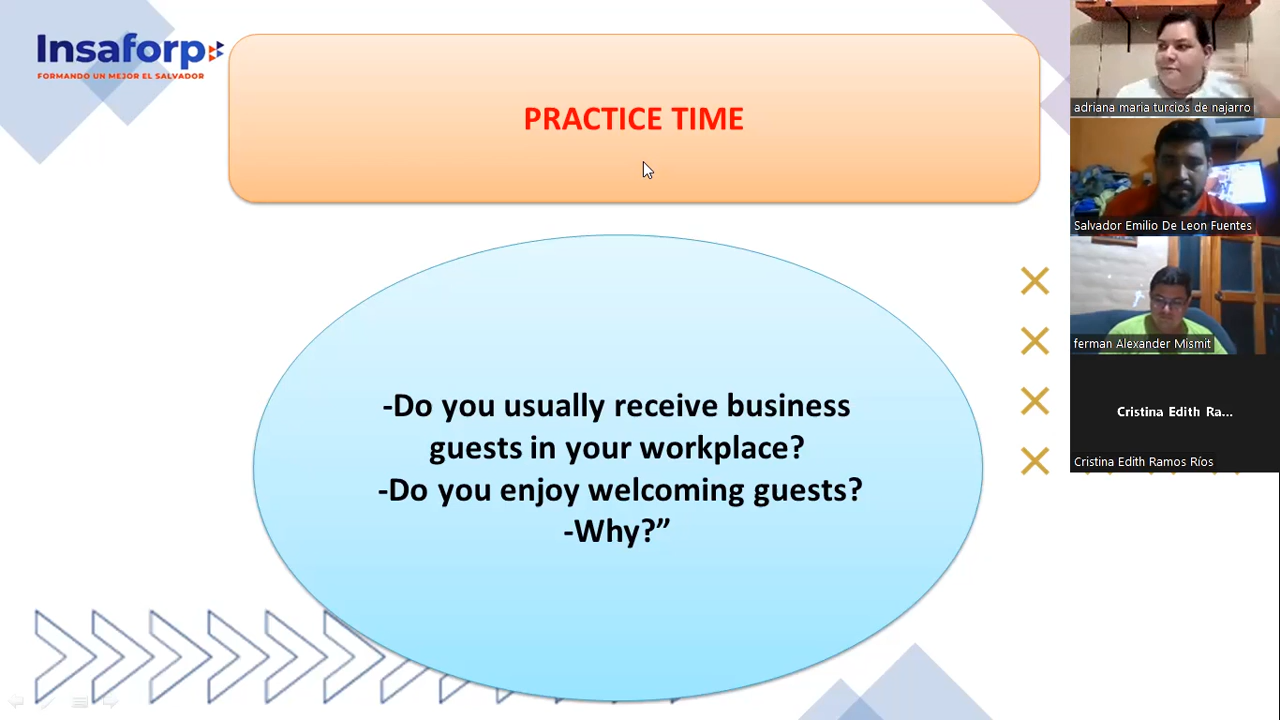 Insaforp
FORMANDO UN MEJOR EL SALVADOR
PRACTICE TIME
-Do you usually receive business
guests in your workplace?
-Do you enjoy welcoming guests?
-Why?”
adriana maria turcios de najarro
Salvador Emilio De Leon Fuentes
ferman Alexander Mismit
Cristina Edith Ra...
Cristina Edith Ramos Ríos